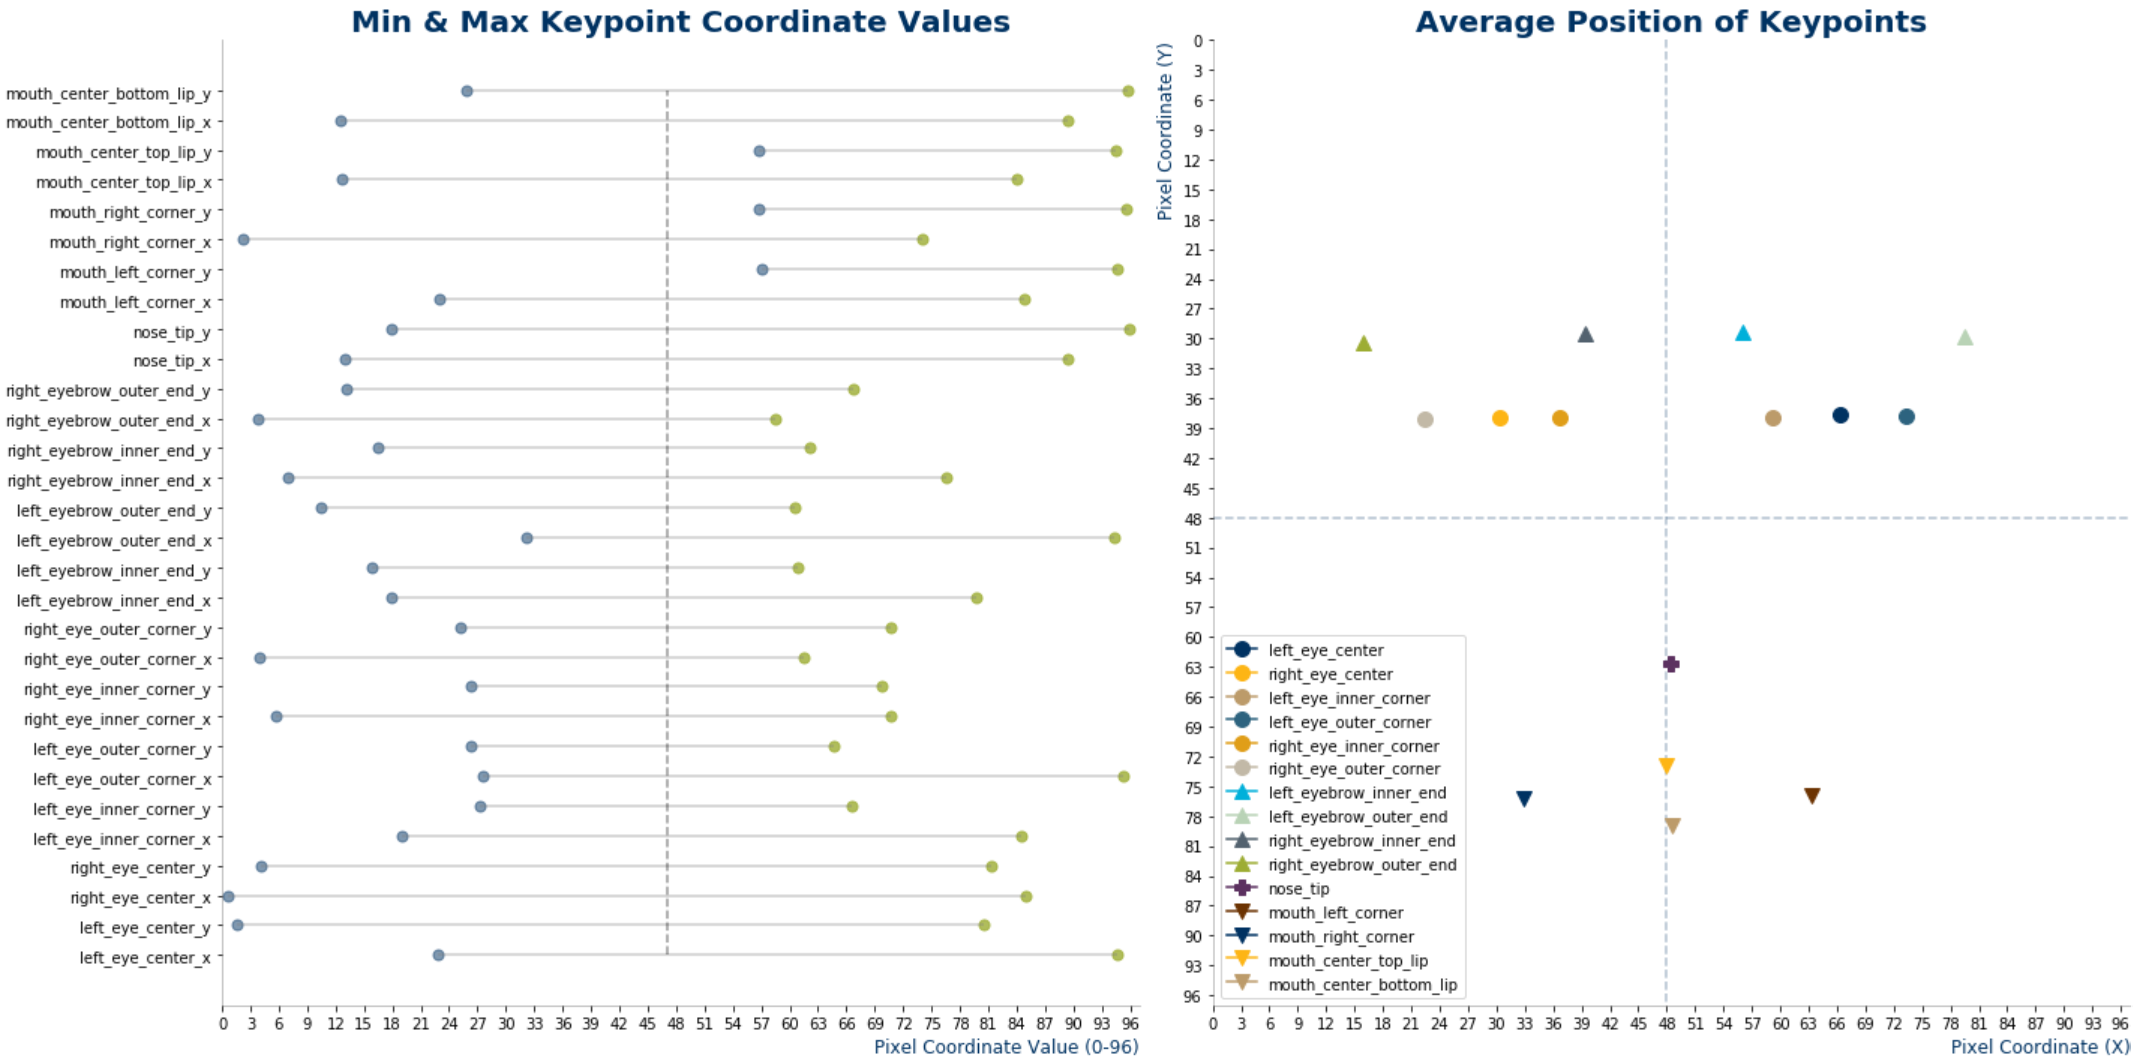 Min & Max Keypoint Coordinate Values
mouth_center_bottom_lip_y
mouth_center_bottom_lip_x
mouth_center_top_lip_y
mouth_center_top_lip_x
mouth_right_corner_y
mouth_right_corner_x
mouth_left_corner_y
mouth_left_corner_x
nose_tip_y
nose_tip_x
right_eyebrow_outer_end_y
right_eyebrow_outer_end_x
right_eyebrow_inner_end_y
right_eyebrow_inner_end_x
left_eyebrow_outer_end_y
left_eyebrow_outer_end_x
left_eyebrow_inner_end_y
left_eyebrow_inner_end_x
right_eye_outer_corner_y
right_eye_outer_corner_x
right_eye_inner_corner_y
right_eye_inner_corner_x
left_eye_outer_corner_y
left_eye_outer_corner_x
left_eye_inner_corner_y
left_eye_inner_corner_x
right_eye_center_y
right_eye_center_x
left_eye_center_y
left_eye_center_x
0 3 6 9 12 15 18 21 24 27 30 33 36 39 42 45 48 51 54 57 60 63 66 69 72 75 78 81 84 87 90 93 96
Pixel Coordinate Value (0-96)
Average Position of Keypoints
Pixel Coordinate (Y)
0
3
6
9
12
15
18
21
24
27
30
33
36
39
42
45
48
51
54
57
60
63
66
69
72
75
78
81
84
87
90
93
96
left_eye_center
right_eye_center
left_eye_inner_corner
left_eye_outer_corner
right_eye_inner_corner
right_eye_outer_corner
left_eyebrow_inner_end
left_eyebrow_outer_end
right_eyebrow_inner_end
right_eyebrow_outer_end
nose_tip
mouth_left_corner
mouth_right_corner
mouth_center_top_lip
mouth_center_bottom_lip
0 3 6 9 12 15 18 21 24 27 30 33 36 39 42 45 48 51 54 57 60 63 66 69 72 75 78 81 84 87 90 93 96
Pixel Coordinate (X)